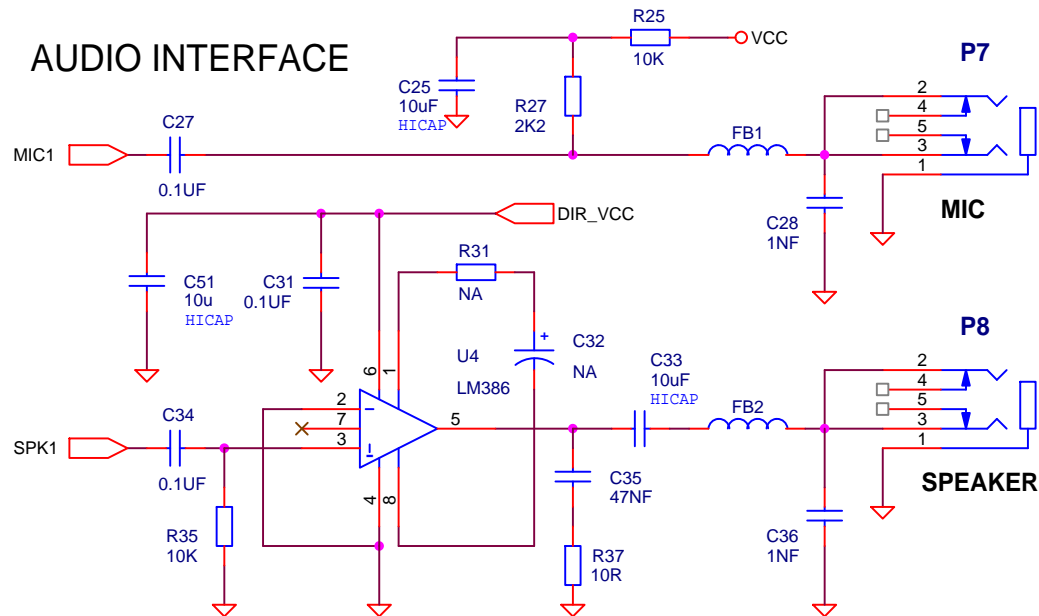 AUDIO INTERFACE
R25
10K
VCC
P7
C25
10uF
HICAP
R27
2K2
C27
MIC1
0.1UF
FB1
2
4
5
3
1
MIC
C28
1NF
DIR_VCC
C51
10u
HICAP
C31
0.1UF
R31
NA
6
1
U4
LM386
C32
NA
C33
10uF
HICAP
P8
2
4
5
3
1
SPEAKER
FB2
C34
SPK1
0.1UF
2
7
3
5
4
8
R35
10K
C35
47NF
R37
10R
C36
1NF